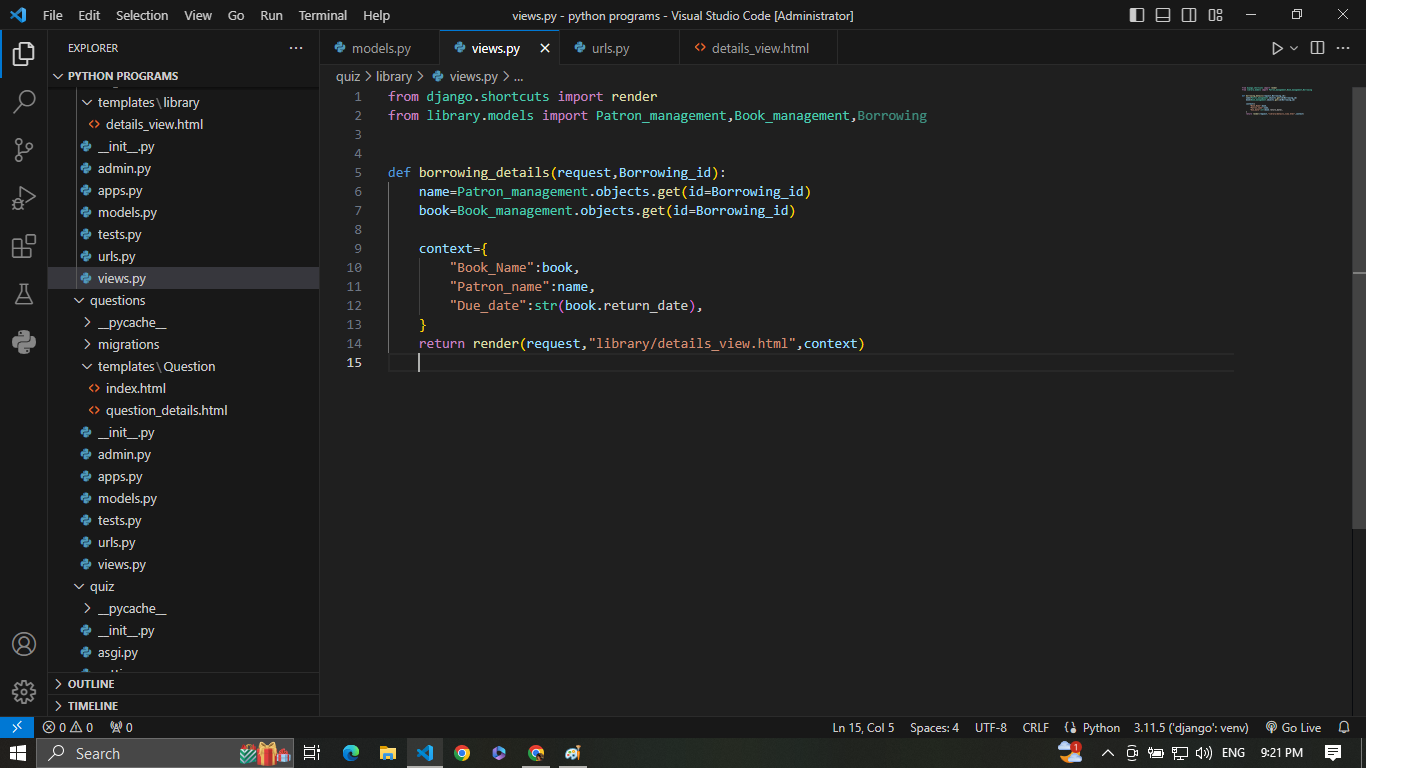 File Edit Selection View Go Run Terminal Help views.py - python programs - Visual Studio Code [Administrator]
EXPLORER
PYTHON PROGRAMS
templates\library
details_view.html
__init__.py
admin.py
apps.py
models.py
tests.py
urls.py
views.py
questions
__pycache__
migrations
templates\Question
index.html
question_details.html
__init__.py
admin.py
apps.py
models.py
tests.py
urls.py
views.py
quiz
__pycache__
__init__.py
asgi.py
OUTLINE
TIMELINE
models.py views.py urls.py details_view.html
quiz > library > views.py > ...
1 from django.shortcuts import render
2 from library.models import Patron_management,Book_management,Borrowing
3
4
5 def borrowing_details(request,Borrowing_id):
6 name=Patron_management.objects.get(id=Borrowing_id)
7 book=Book_management.objects.get(id=Borrowing_id)
8
9 context={
10 "Book_Name":book,
11 "Patron_name":name,
12 "Due_date":str(book.return_date),
13 }
14 return render(request,"library/details_view.html",context)
15
0 0 0 Ln 15, Col 5 Spaces: 4 UTF-8 CRLF Python 3.11.5 ('django': venv) Go Live
Search 1 ENG 9:21 PM